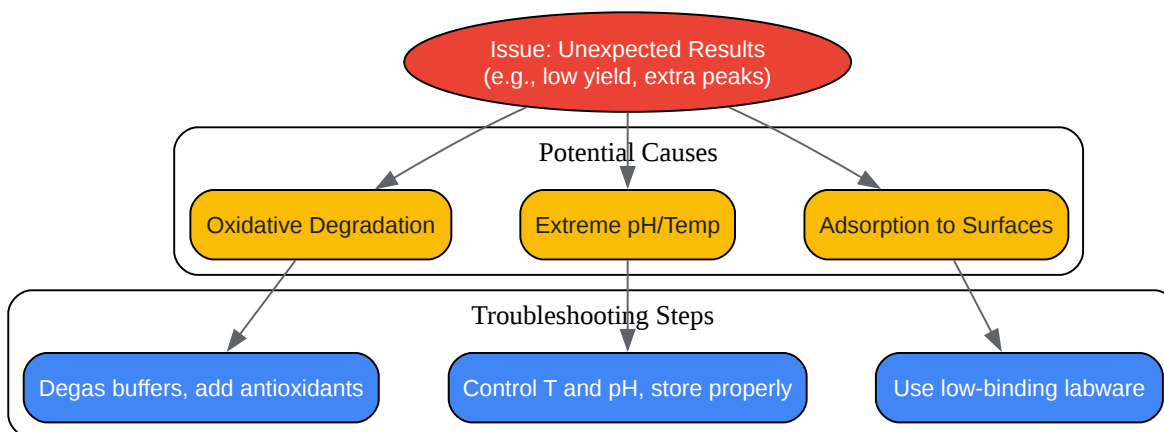 Issue: Unexpected Results
(e.g., low yield, extra peaks)
Potential Causes
Oxidative Degradation
Extreme pH/Temp
Adsorption to Surfaces
Troubleshooting Steps
Degas buffers, add antioxidants
Control T and pH, store properly
Use low-binding labware